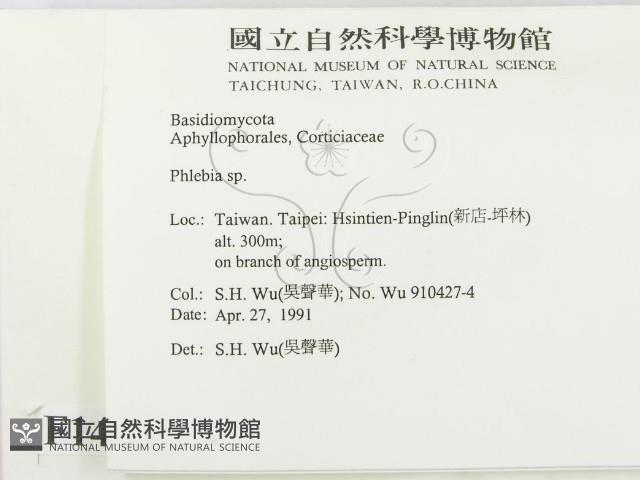 國立自然科學博物館
NATIONAL MUSEUM OF NATURAL SCIENCE
TAICHUNG, TAIWAN, R.O.CHINA
Basidiomycota
Aphyllophorales, Corticiaceae
Phlebia sp.
Loc.: Taiwan. Taipei: Hsintien-Pinglin(新店-坪林)
alt. 300m;
on branch of angiosperm.
Col.: S.H. Wu(吳聲華); No. Wu 910427-4
Date: Apr. 27, 1991
Det.: S.H. Wu(吳聲華)
國立自然科學博物館
NATIONAL MUSEUM OF NATURAL SCIENCE